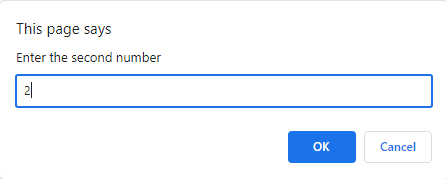 This page says
Enter the second number
2
OK Cancel